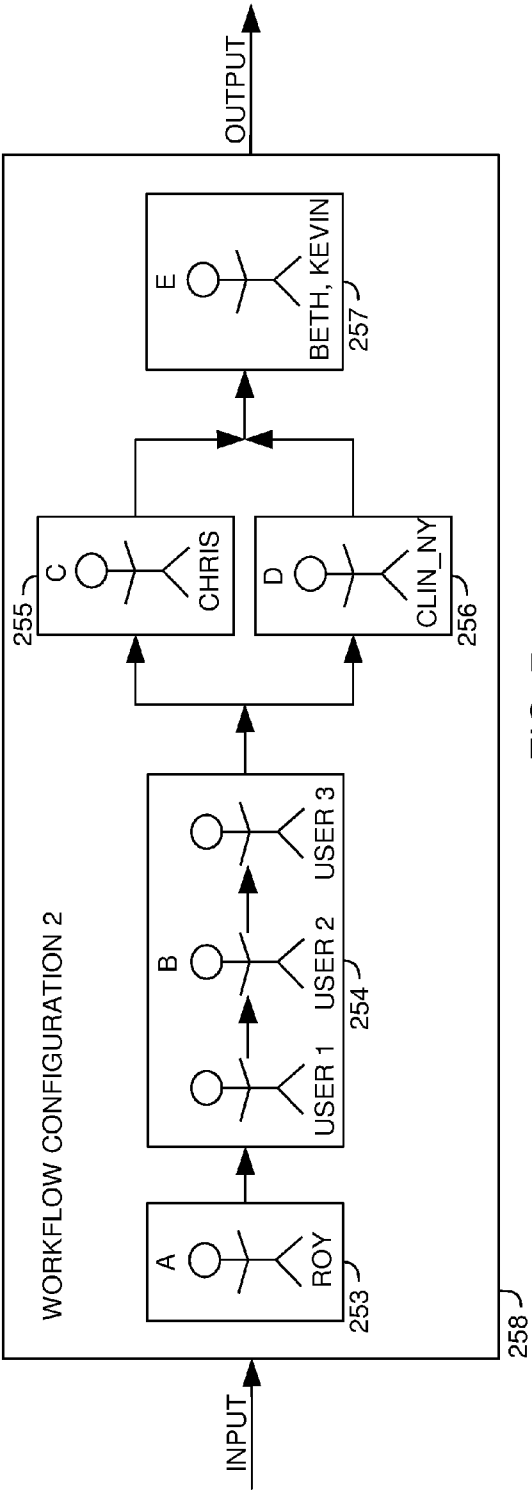 WORKFLOW CONFIGURATION 2
INPUT
OUTPUT
A
ROY
253
B
USER 1
USER 2
USER 3
254
255
C
CHRIS
D
CLIN_NY
256
E
BETH, KEVIN
257
258